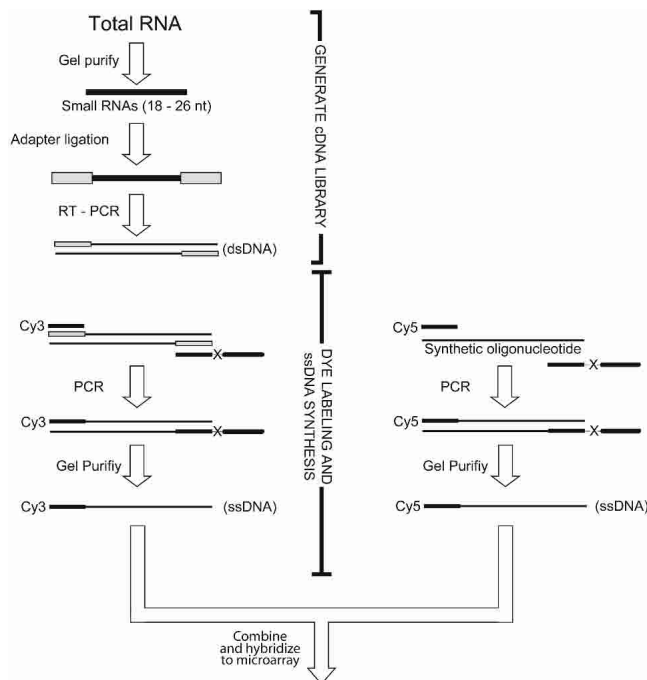 Total RNA
Gel purify
Small RNAs (18 - 26 nt)
Adapter ligation
RT - PCR
(dsDNA)
GENERATE cDNA LIBRARY
Cy3
X
PCR
Cy3
X
Gel Purifiy
Cy3
(ssDNA)
DYE LABELING AND
ssDNA SYNTHESIS
Cy5
Synthetic oligonucleotide
X
PCR
Cy5
X
Gel Purifiy
Cy5
(ssDNA)
Combine
and hybridize
to microarray